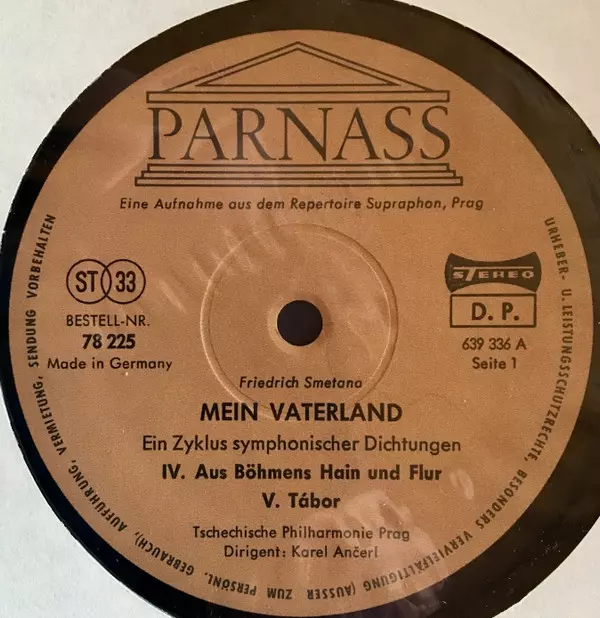 PARNASS
Eine Aufnahme aus dem Repertoire Supraphon, Prag
ST 33
BESTELL-NR.
78 225
Made in Germany
STEREO
D. P.
639 336 A
Seite 1
Friedrich Smetana
MEIN VATERLAND
Ein Zyklus symphonischer Dichtungen
IV. Aus Böhmens Hain und Flur
V. Tábor
Tschechische Philharmonie Prag
Dirigent: Karel Ančerl
URHEBER- U. LEISTUNGSSCHUTZRECHTE, BESONDERS VERVIELFÄLTIGUNG (AUSSER ZUM PERSÖNL. GEBRAUCH), AUFFÜHRUNG, VERMIETUNG, SENDUNG VORBEHALTEN